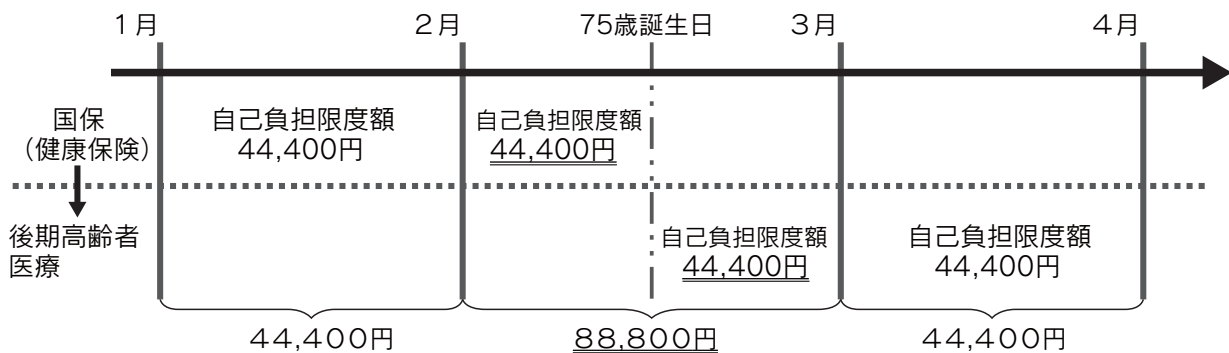 1月 2月 75歳誕生日 3月 4月
国保
（健康保険）
自己負担限度額
44,400円
自己負担限度額
44,400円
後期高齢者
医療
自己負担限度額
44,400円
自己負担限度額
44,400円
44,400円 88,800円 44,400円